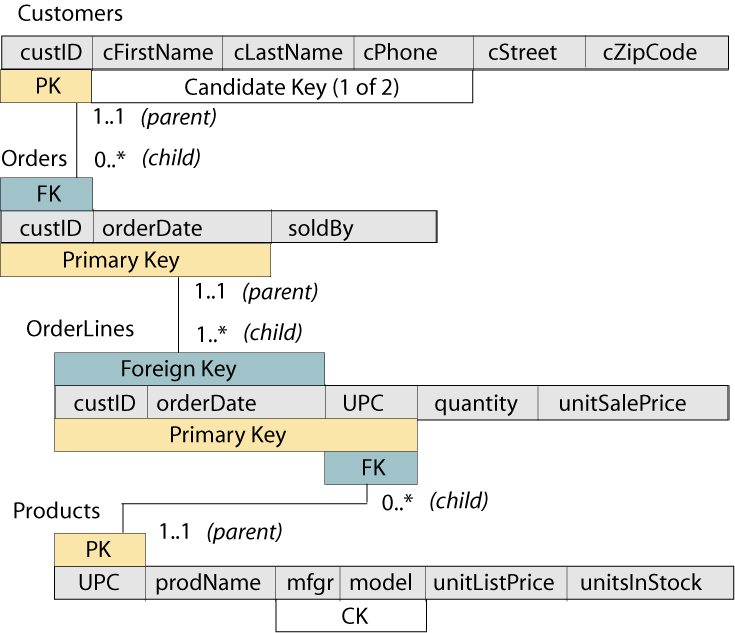 Customers
custID cFirstName cLastName cPhone cStreet cZipCode
PK Candidate Key (1 of 2)
1..1 (parent)
Orders 0..* (child)
FK
custID orderDate soldBy
Primary Key
1..1 (parent)
OrderLines 1..* (child)
Foreign Key
custID orderDate UPC quantity unitSalePrice
Primary Key
FK
0..* (child)
Products
1..1 (parent)
PK
UPC prodName mfgr model unitListPrice unitsInStock
CK